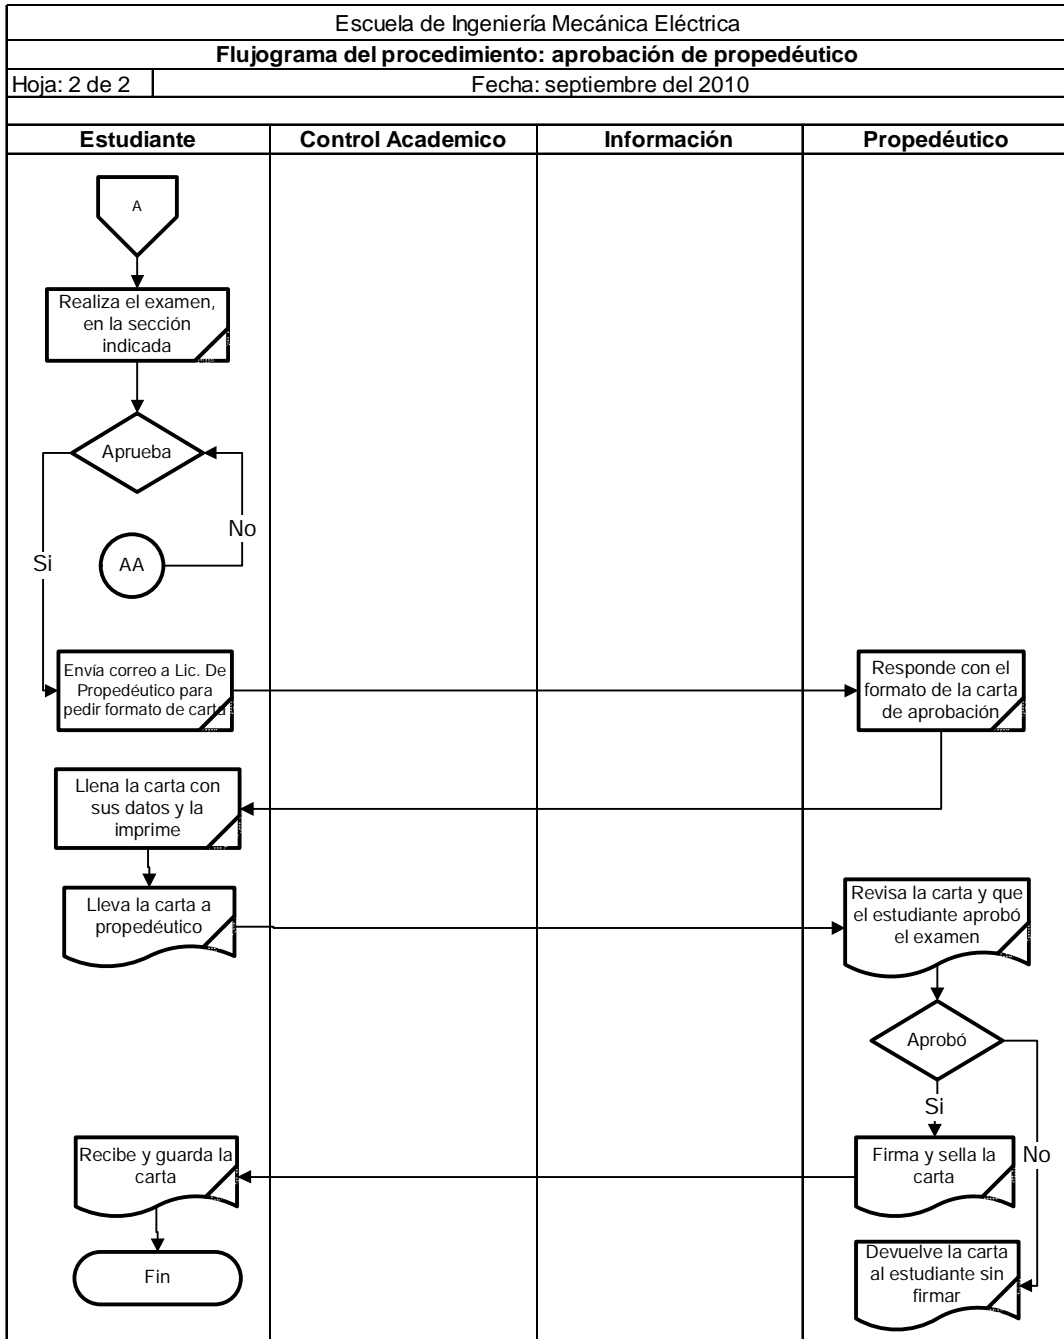 Escuela de Ingeniería Mecánica Eléctrica
Flujograma del procedimiento: aprobación de propedéutico
Hoja: 2 de 2
Fecha: septiembre del 2010
Estudiante
Control Academico
Información
Propedéutico
A
Realiza el examen,
en la sección
indicada
Aprueba
No
Si
AA
Envía correo a Lic. De
Propedéutico para
pedir formato de carta
Responde con el
formato de la carta
de aprobación
Llena la carta con
sus datos y la
imprime
Lleva la carta a
propedéutico
Revisa la carta y que
el estudiante aprobó
el examen
Aprobó
Si
No
Recibe y guarda la
carta
Firma y sella la
carta
Fin
Devuelve la carta
al estudiante sin
firmar